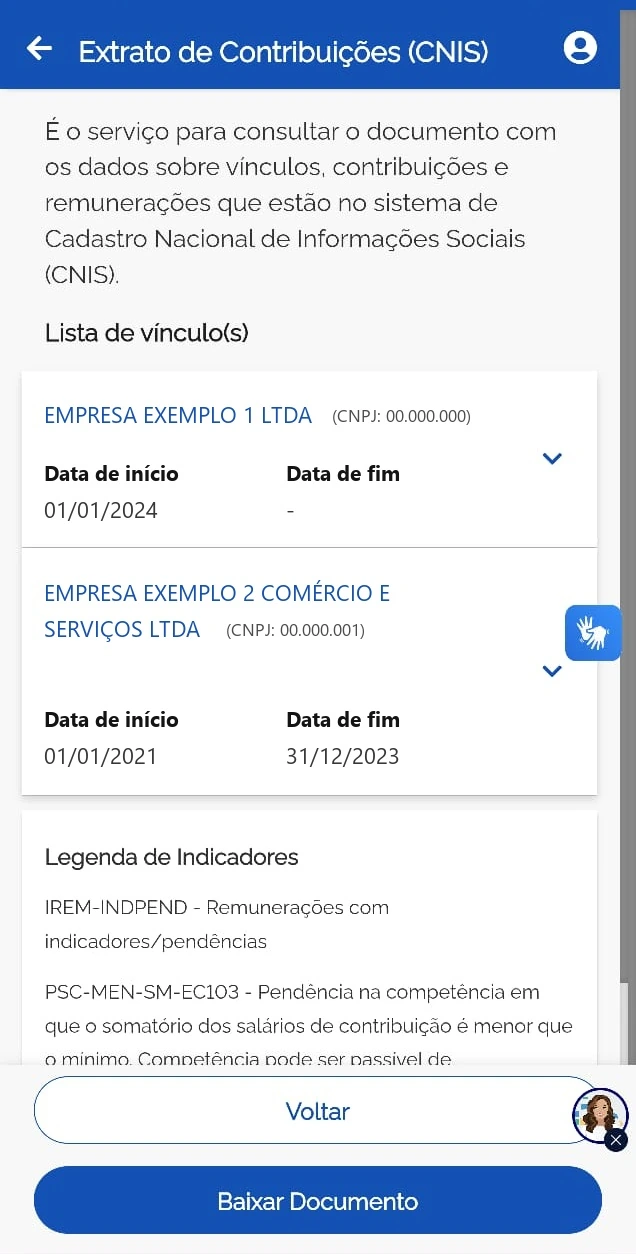 Extrato de Contribuições (CNIS)
É o serviço para consultar o documento com
os dados sobre vínculos, contribuições e
remunerações que estão no sistema de
Cadastro Nacional de Informações Sociais
(CNIS).
Lista de vínculo(s)
EMPRESA EXEMPLO 1 LTDA (CNPJ: 00.000.000)
Data de início Data de fim
01/01/2024 -
EMPRESA EXEMPLO 2 COMÉRCIO E
SERVIÇOS LTDA (CNPJ: 00.000.001)
Data de início Data de fim
01/01/2021 31/12/2023
Legenda de Indicadores
IREM-INDPEND - Remunerações com
indicadores/pendências
PSC-MEN-SM-EC103 - Pendência na competência em
que o somatório dos salários de contribuição é menor que
o mínimo. Competência pode ser passível de
Voltar
Baixar Documento